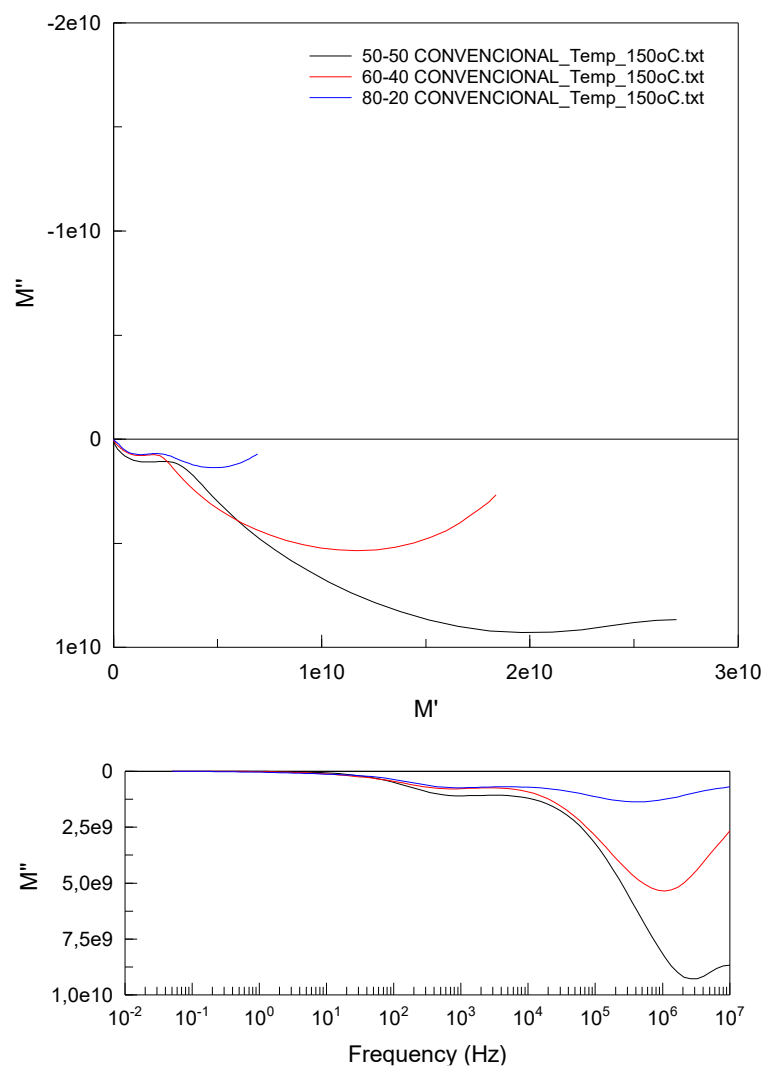 -2e10
50-50 CONVENCIONAL_Temp_150oC.txt
60-40 CONVENCIONAL_Temp_150oC.txt
80-20 CONVENCIONAL_Temp_150oC.txt
-1e10
M''
0
1e10
0 1e10 2e10 3e10
M'
0
2,5e9
M''
5,0e9
7,5e9
1,0e10
10-2 10-1 100 101 102 103 104 105 106 107
Frequency (Hz)